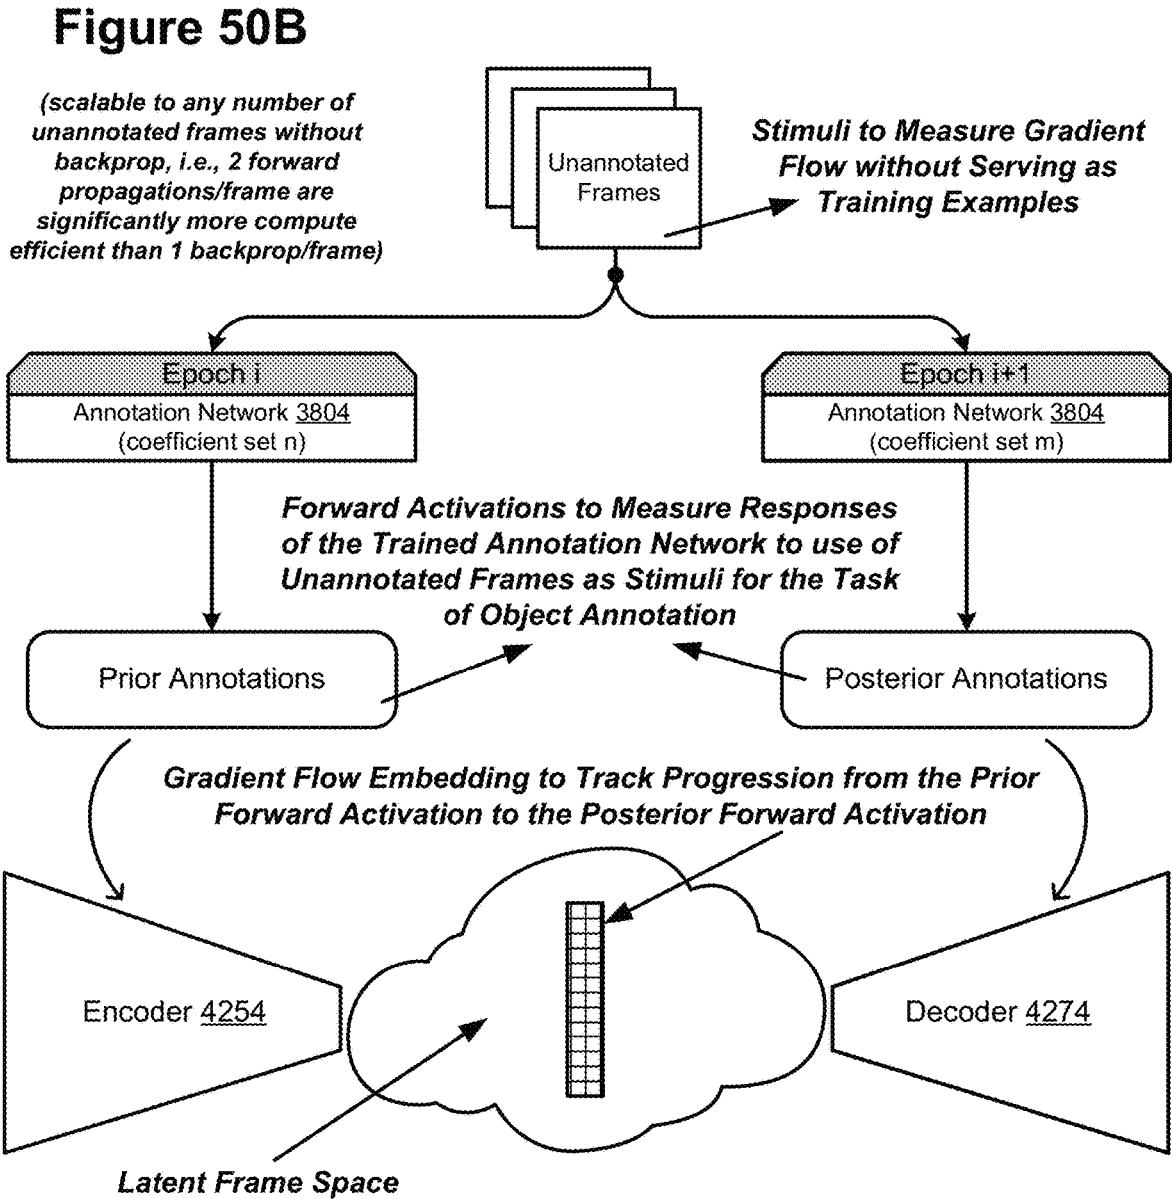 Figure 50B
(scalable to any number of
unannotated frames without
backprop, i.e., 2 forward
propagations/frame are
significantly more compute
efficient than 1 backprop/frame)
Unannotated
Frames
Stimuli to Measure Gradient
Flow without Serving as
Training Examples
Epoch i
Annotation Network 3804
(coefficient set n)
Epoch i+1
Annotation Network 3804
(coefficient set m)
Forward Activations to Measure Responses
of the Trained Annotation Network to use of
Unannotated Frames as Stimuli for the Task
of Object Annotation
Prior Annotations
Posterior Annotations
Gradient Flow Embedding to Track Progression from the Prior
Forward Activation to the Posterior Forward Activation
Encoder 4254
Decoder 4274
Latent Frame Space